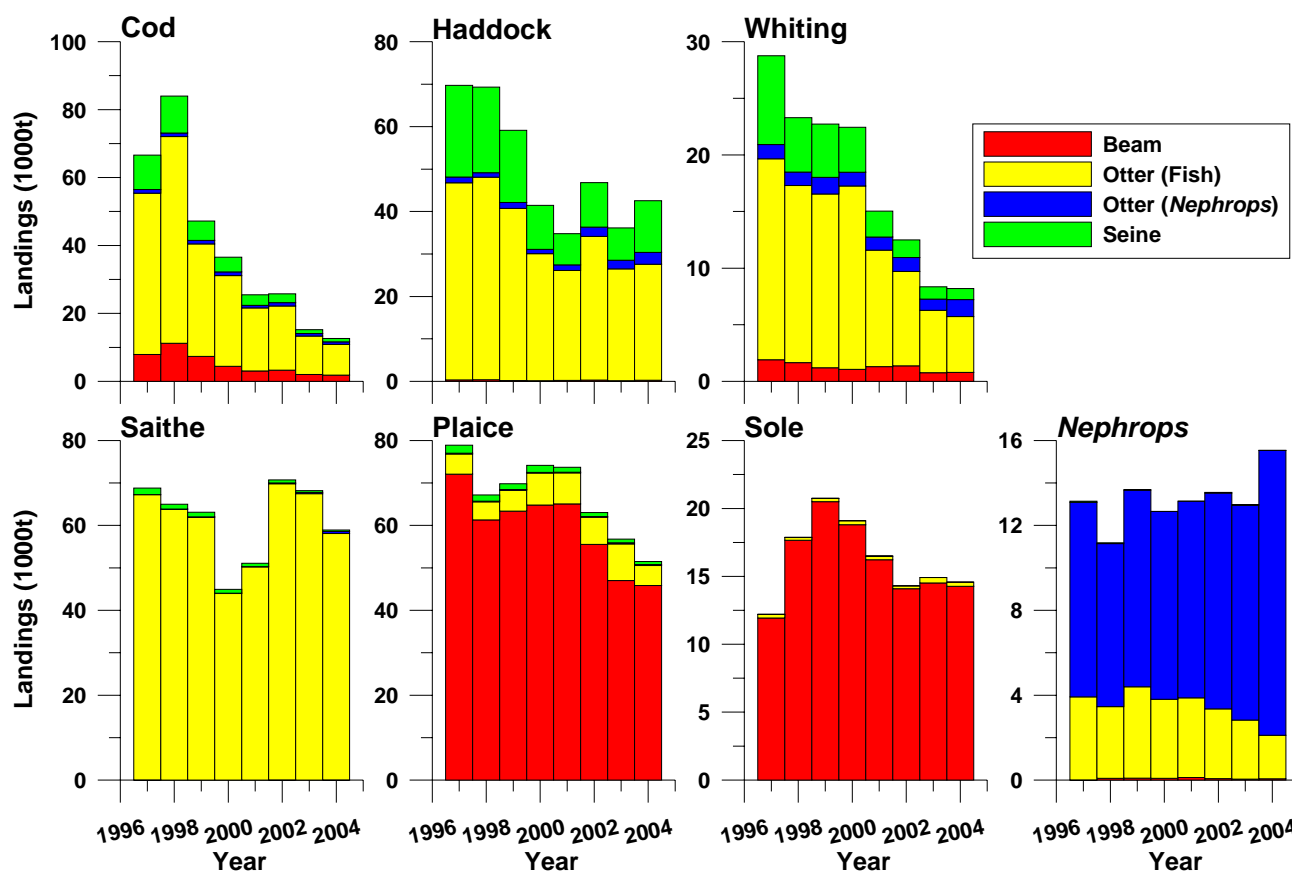 Cod
Haddock
Whiting
100
80
60
40
20
0
Landings (1000t)
80
60
40
20
0
30
20
10
0
Beam
Otter (Fish)
Otter (Nephrops)
Seine
Saithe
Plaice
Sole
Nephrops
80
60
40
20
0
Landings (1000t)
80
60
40
20
0
25
20
15
10
5
0
16
12
8
4
0
1996 1998 2000 2002 2004
1996 1998 2000 2002 2004
1996 1998 2000 2002 2004
1996 1998 2000 2002 2004
Year
Year
Year
Year